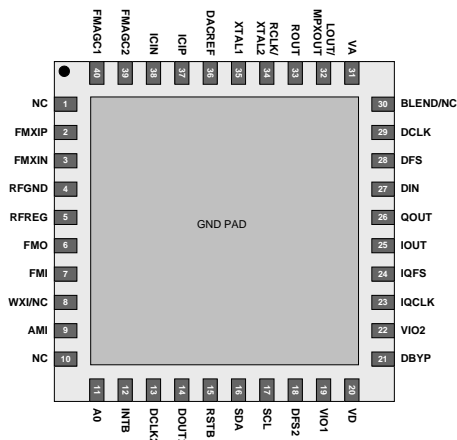 FMAGC1
FMAGC2
ICIN
ICIP
DACREF
XTAL1
RCLK/
XTAL2
ROUT
LOUT/
MPXOUT
VA
40
39
38
37
36
35
34
33
32
31
NC 1
FMXIP 2
FMXIN 3
RFGND 4
RFREG 5
FMO 6
FMI 7
WXI/NC 8
AMI 9
NC 10
GND PAD
30 BLEND/NC
29 DCLK
28 DFS
27 DIN
26 QOUT
25 IOUT
24 IQFS
23 IQCLK
22 VIO2
21 DBYP
11
12
13
14
15
16
17
18
19
20
A0
INTB
RSTB
SDA
SCL
DFS2
VIO1
VD